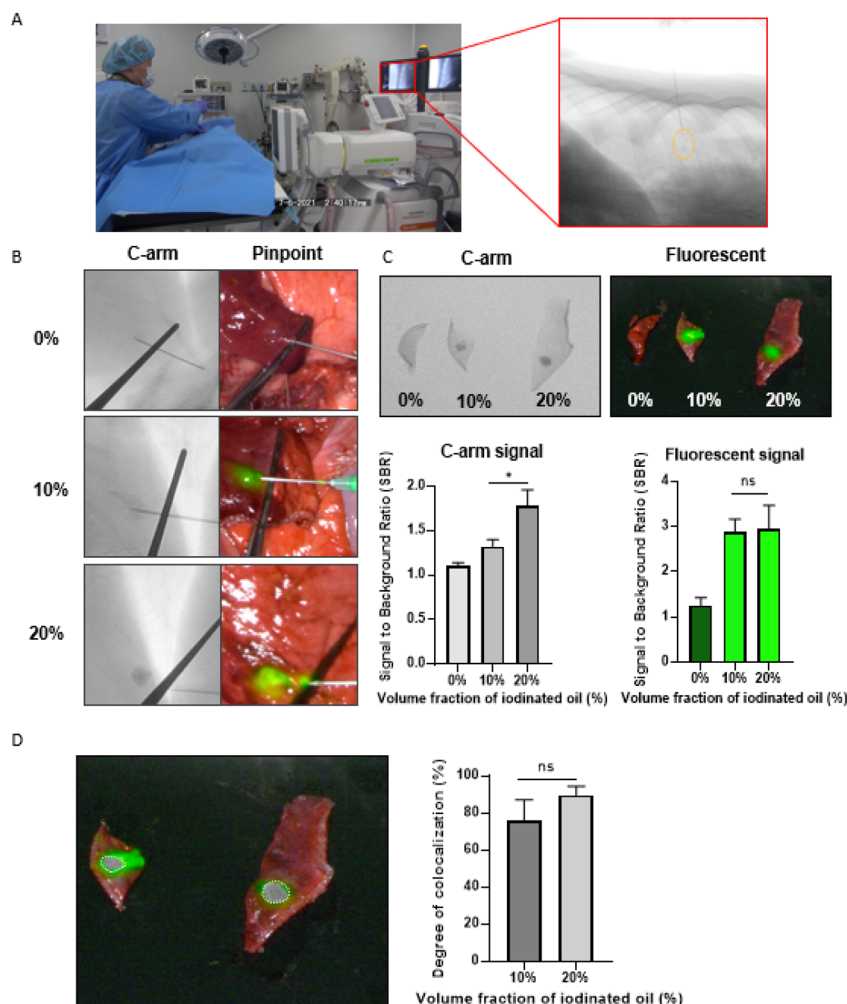 A
7-6-2021 2:40:17
B
C-arm
Pinpoint
0%
10%
20%
C
C-arm
Fluorescent
0%
10%
20%
0%
10%
20%
C-arm signal
Signal to Background Ratio (SBR)
2.0
1.5
1.0
0.5
0.0
*
0%
10%
20%
Volume fraction of iodinated oil (%)
Fluorescent signal
Signal to Background Ratio (SBR)
4
3
2
1
0
ns
0%
10%
20%
Volume fraction of iodinated oil (%)
D
Degree of colocalization (%)
100
80
60
40
20
0
ns
10%
20%
Volume fraction of iodinated oil (%)